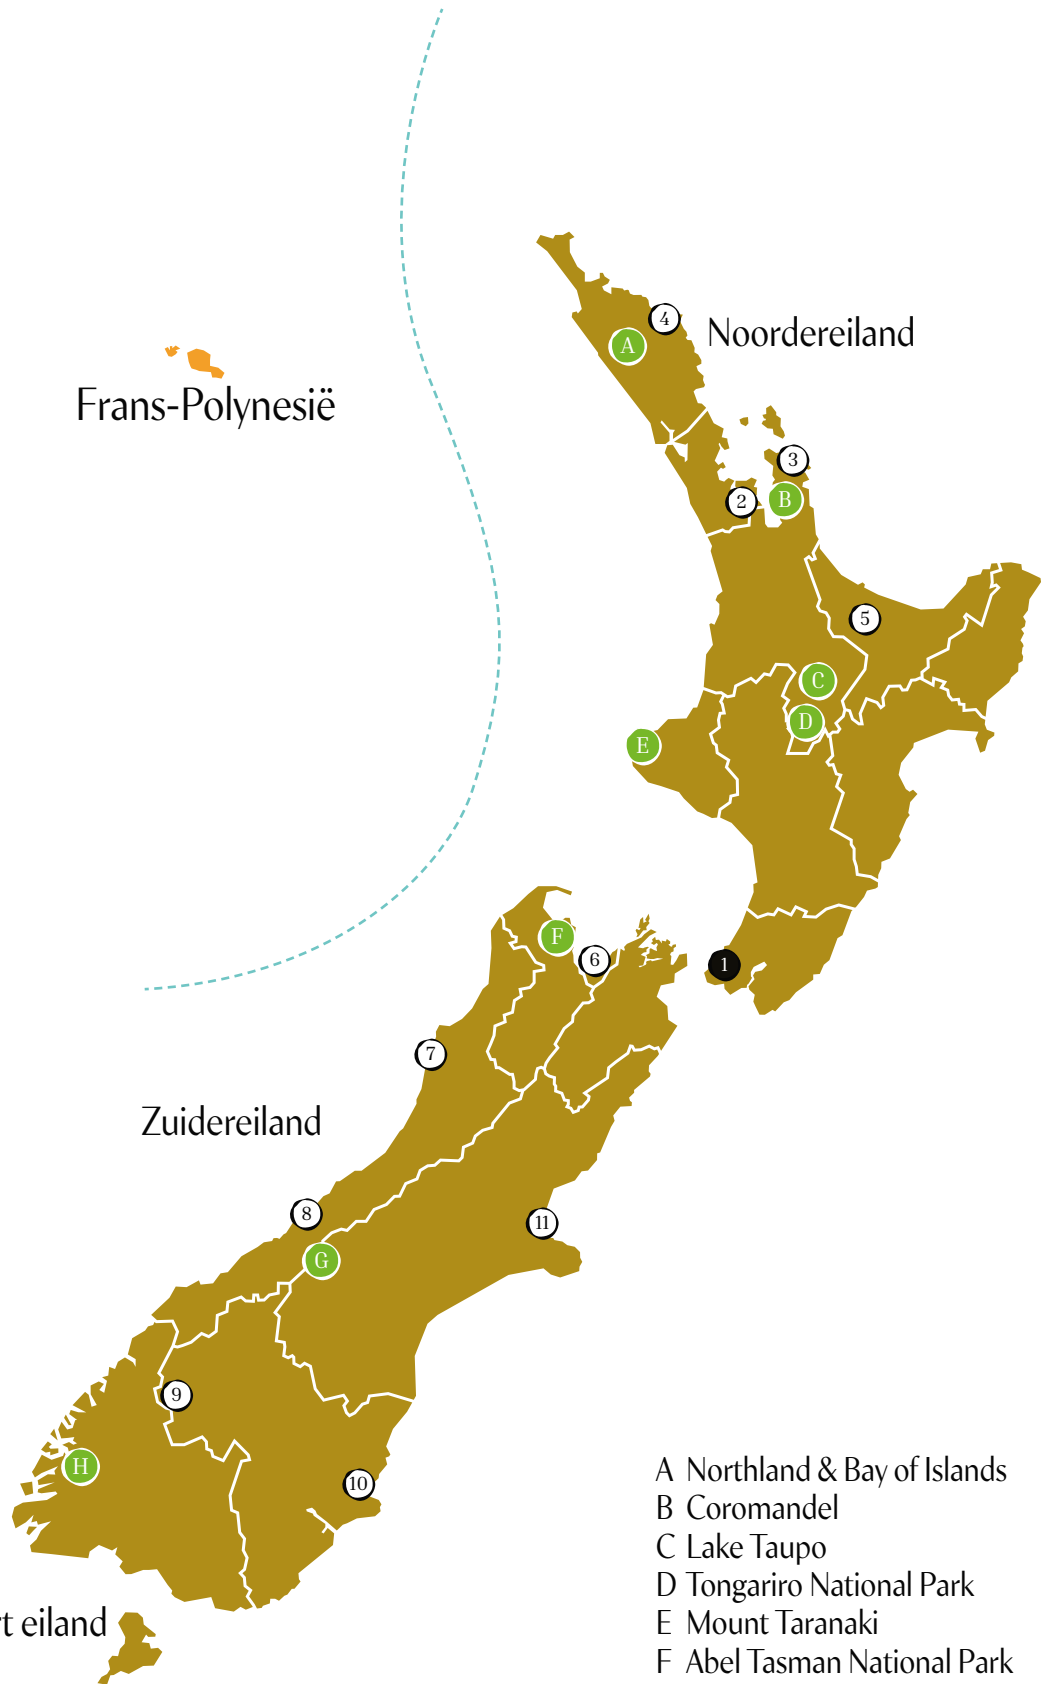 4
Noordereiland
A
Frans-Polynesië
3
2
B
5
C
D
E
F
6
1
7
Zuidereiland
8
11
G
9
H
10
A Northland & Bay of Islands
B Coromandel
C Lake Taupo
D Tongariro National Park
E Mount Taranaki
rt eiland
F Abel Tasman National Park